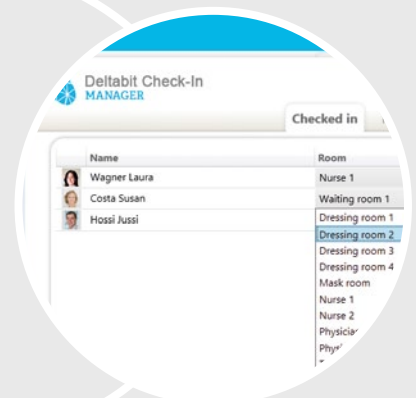 Deltabit Check-In
MANAGER
Checked in
Name Room
Wagner Laura Nurse 1
Costa Susan Waiting room 1
Hossi Jussi Dressing room 1
Dressing room 2
Dressing room 3
Dressing room 4
Mask room
Nurse 1
Nurse 2